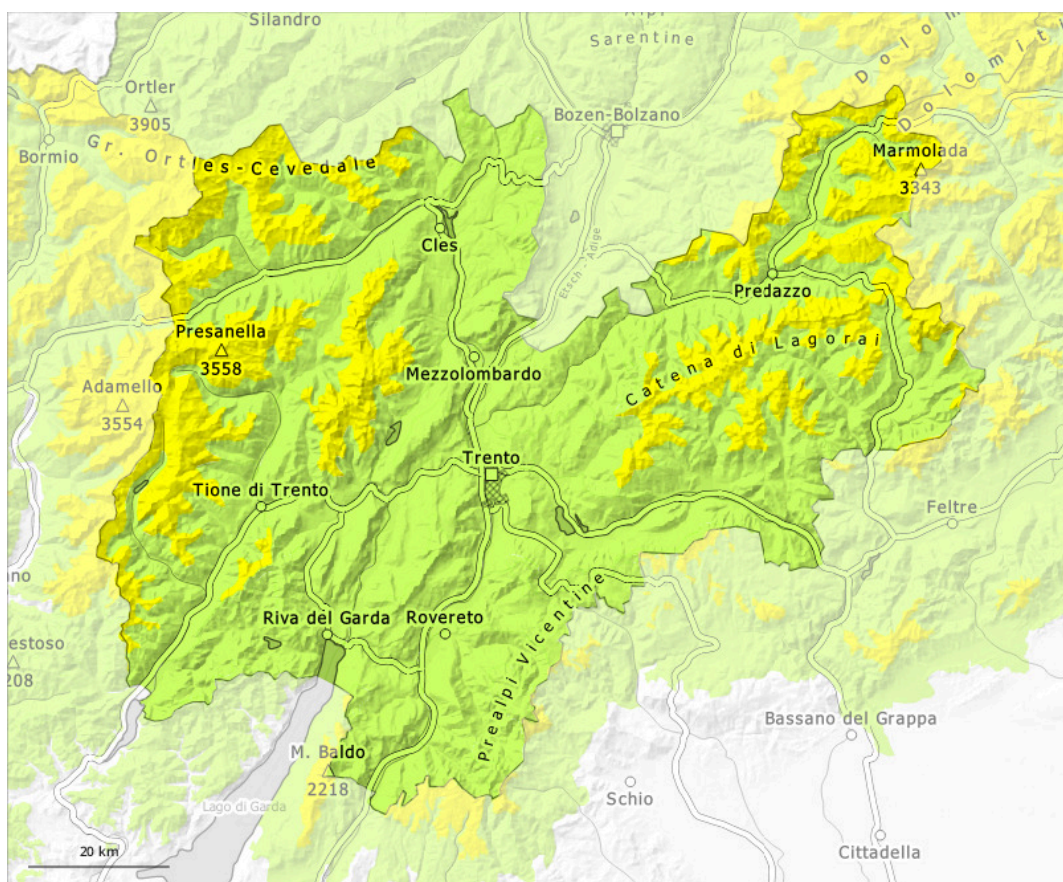 Silandro
Alpi
Sarentine
Dolomiti
Ortler
3905
Bozen-Bolzano
Bormio
Gr. Ortles-Cevedale
Marmolada
3343
Cles
Etsch - Adige
Predazzo
Presanella
3558
Catena di Lagorai
Mezzolombardo
Adamello
3554
Trento
Tione di Trento
Feltre
Riva del Garda
Rovereto
Prealpi Vicentine
Bassano del Grappa
M. Baldo
2218
Lago di Garda
Schio
Cittadella
20 km